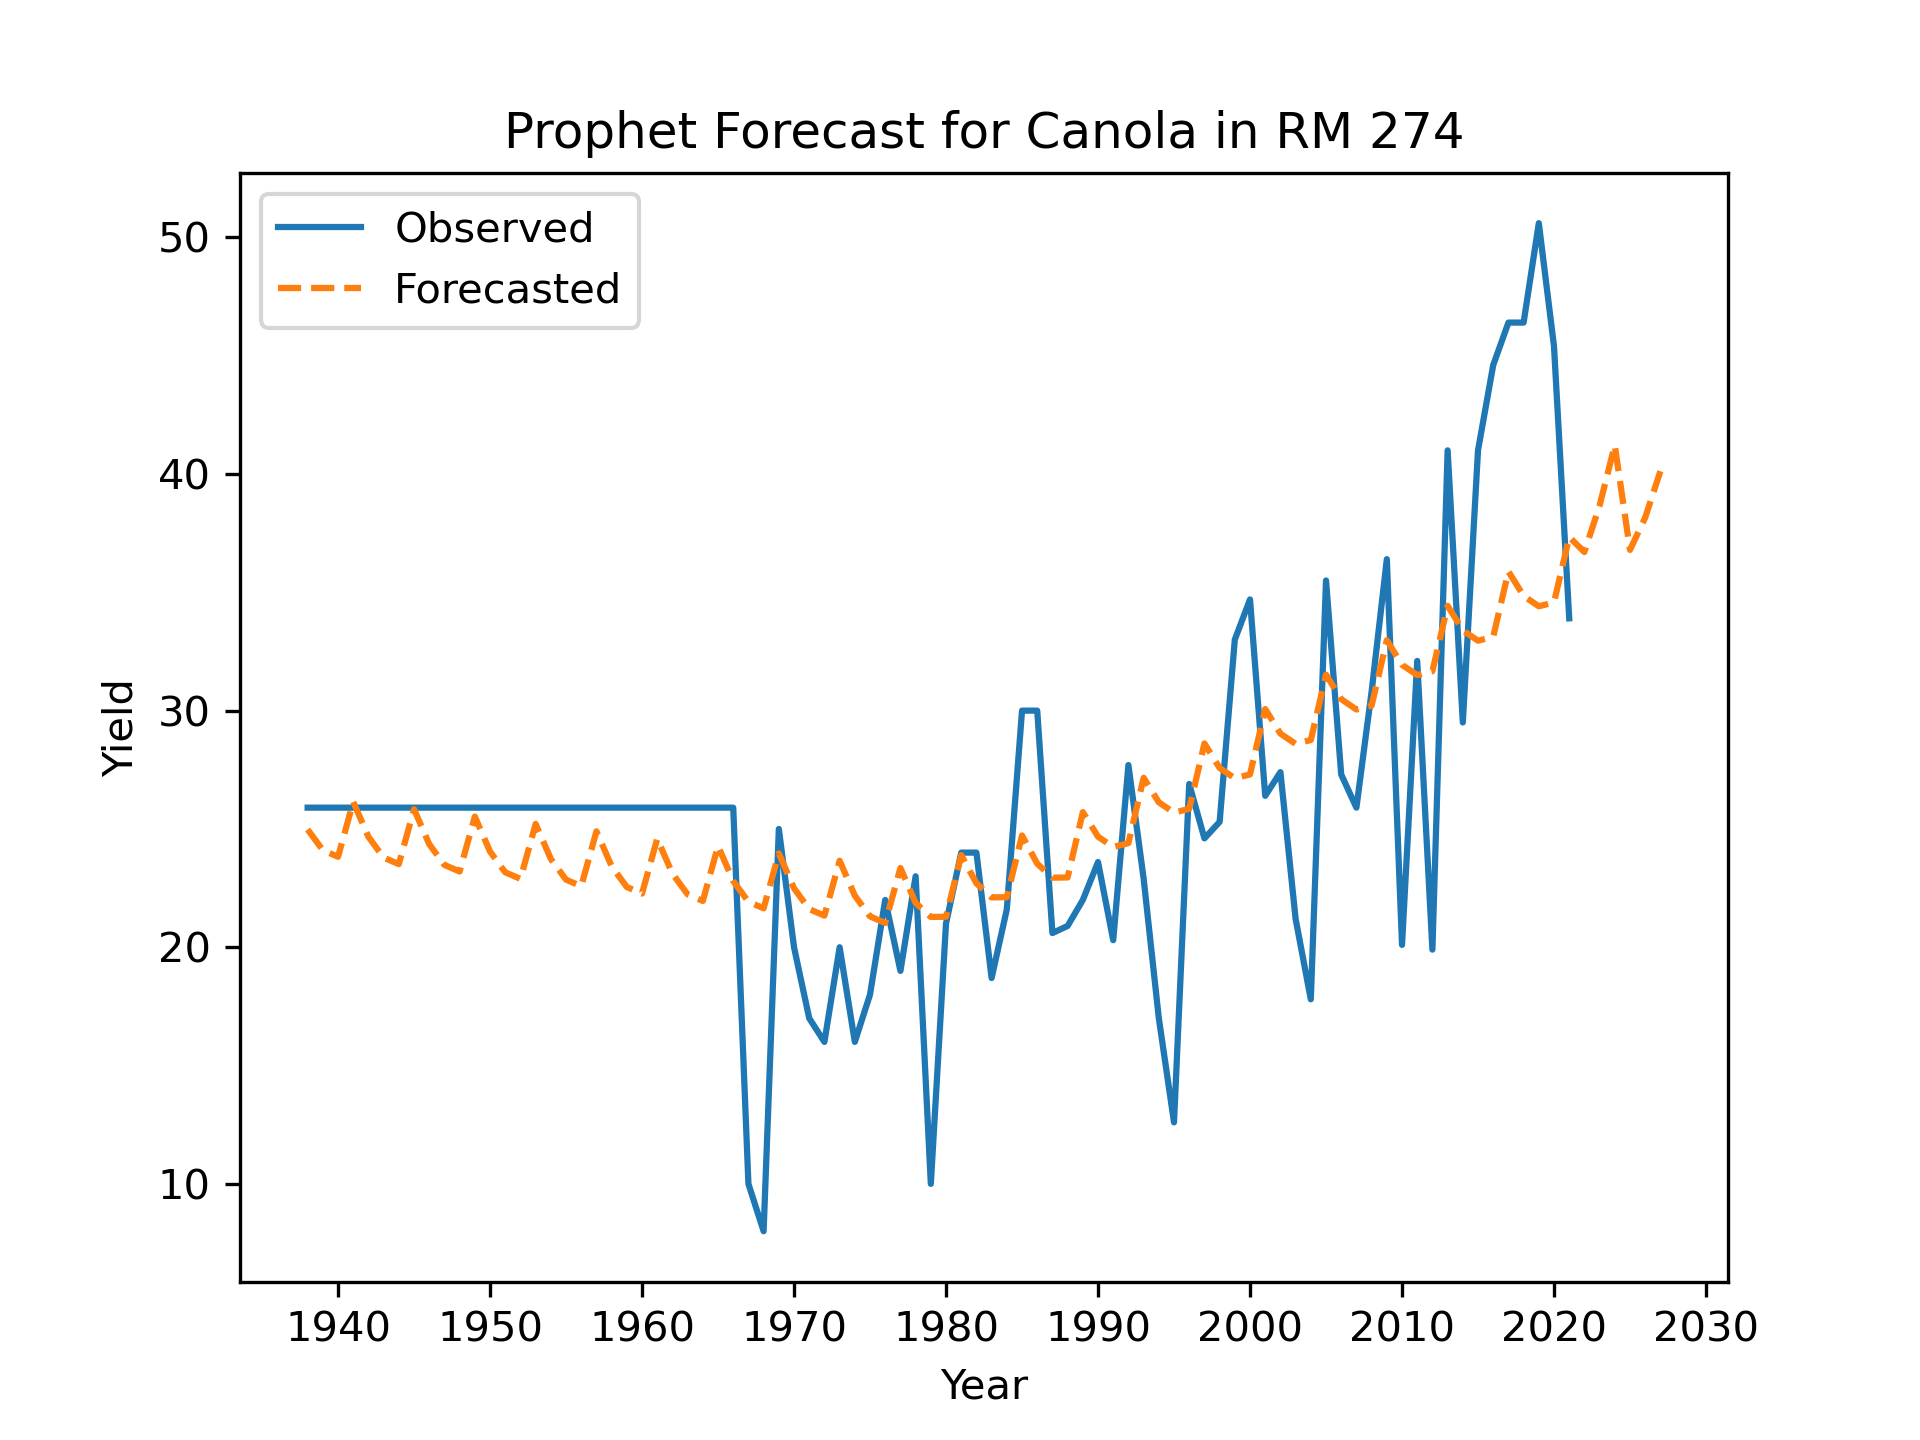 Prophet Forecast for Canola in RM 274
Observed
Forecasted
50
40
30
20
10
Yield
1940 1950 1960 1970 1980 1990 2000 2010 2020 2030
Year